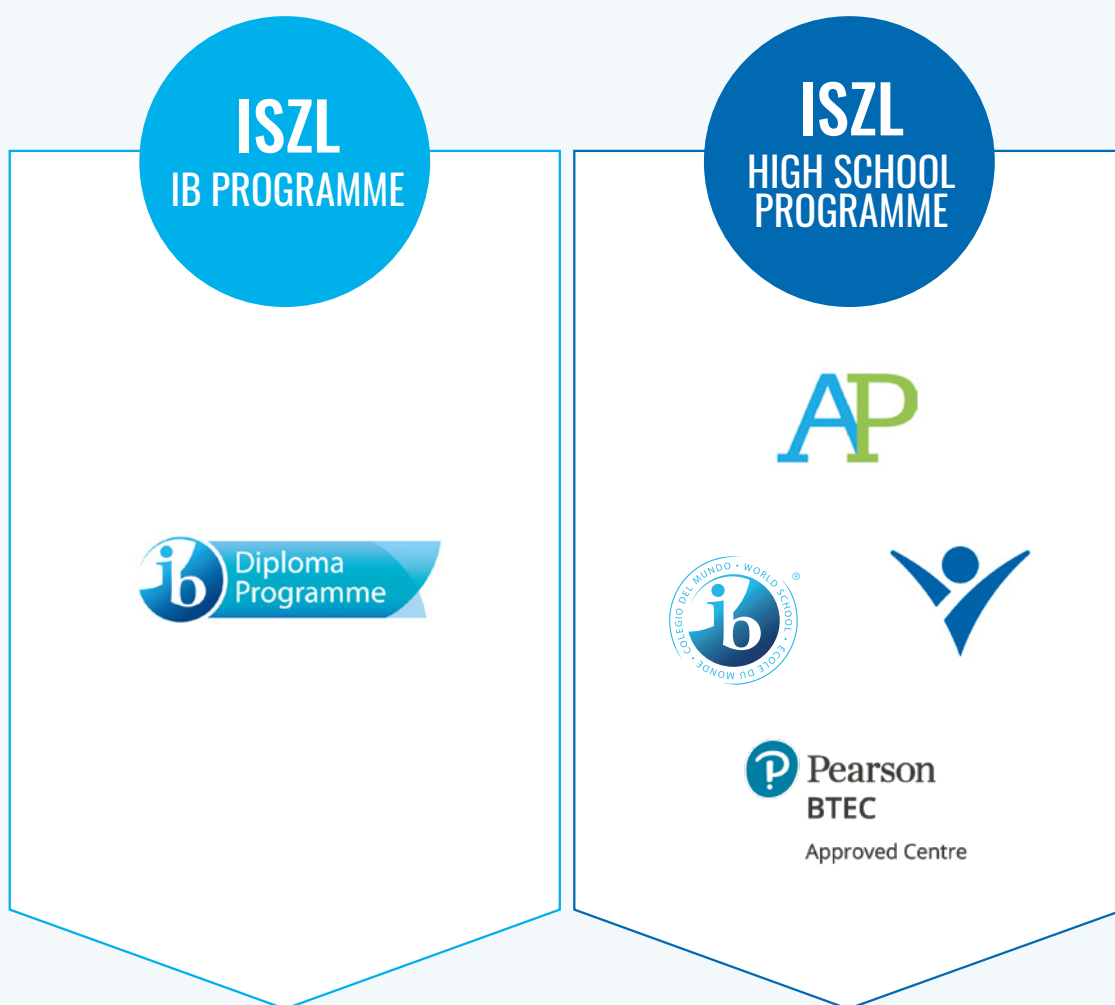 ISZL
IB PROGRAMME
ISZL
HIGH SCHOOL
PROGRAMME
AP
ib
Diploma
Programme
COLEGIO DEL MUNDO • WORLD SCHOOL • ÉCOLE DU MONDE •
®
ib
Pearson
BTEC
Approved Centre